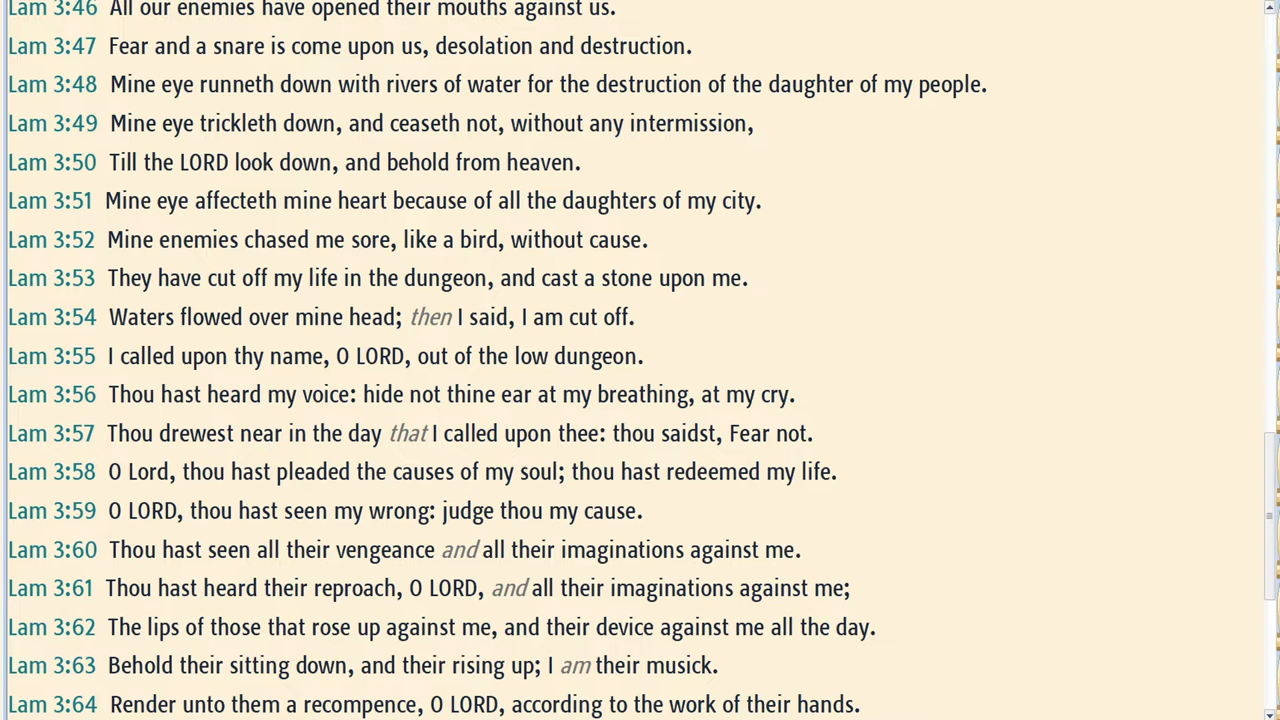 Lam 3:46 All our enemies have opened their mouths against us.
Lam 3:47 Fear and a snare is come upon us, desolation and destruction.
Lam 3:48 Mine eye runneth down with rivers of water for the destruction of the daughter of my people.
Lam 3:49 Mine eye trickleth down, and ceaseth not, without any intermission,
Lam 3:50 Till the LORD look down, and behold from heaven.
Lam 3:51 Mine eye affecteth mine heart because of all the daughters of my city.
Lam 3:52 Mine enemies chased me sore, like a bird, without cause.
Lam 3:53 They have cut off my life in the dungeon, and cast a stone upon me.
Lam 3:54 Waters flowed over mine head; then I said, I am cut off.
Lam 3:55 I called upon thy name, O LORD, out of the low dungeon.
Lam 3:56 Thou hast heard my voice: hide not thine ear at my breathing, at my cry.
Lam 3:57 Thou drewest near in the day that I called upon thee: thou saidst, Fear not.
Lam 3:58 O Lord, thou hast pleaded the causes of my soul; thou hast redeemed my life.
Lam 3:59 O LORD, thou hast seen my wrong: judge thou my cause.
Lam 3:60 Thou hast seen all their vengeance and all their imaginations against me.
Lam 3:61 Thou hast heard their reproach, O LORD, and all their imaginations against me;
Lam 3:62 The lips of those that rose up against me, and their device against me all the day.
Lam 3:63 Behold their sitting down, and their rising up; I am their musick.
Lam 3:64 Render unto them a recompence, O LORD, according to the work of their hands.